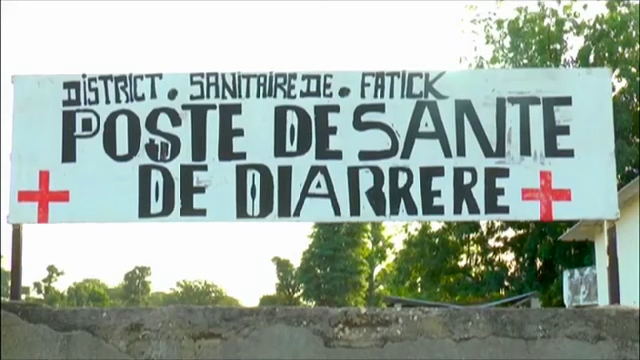 DISTRICT. SANITAIRE DE. FATICK
POSTE DE SANTE
DE DIARRERE